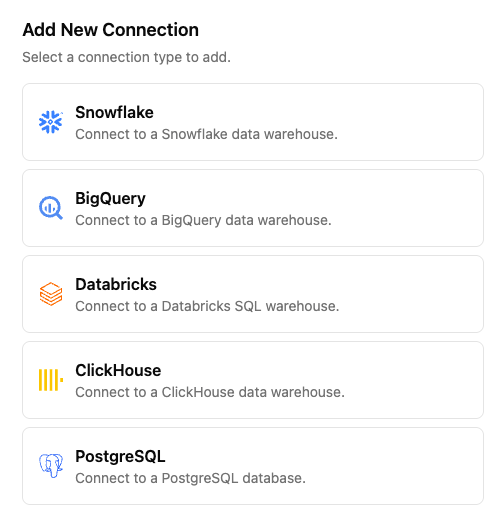 Add New Connection
Select a connection type to add.
Snowflake
Connect to a Snowflake data warehouse.
BigQuery
Connect to a BigQuery data warehouse.
Databricks
Connect to a Databricks SQL warehouse.
ClickHouse
Connect to a ClickHouse data warehouse.
PostgreSQL
Connect to a PostgreSQL database.